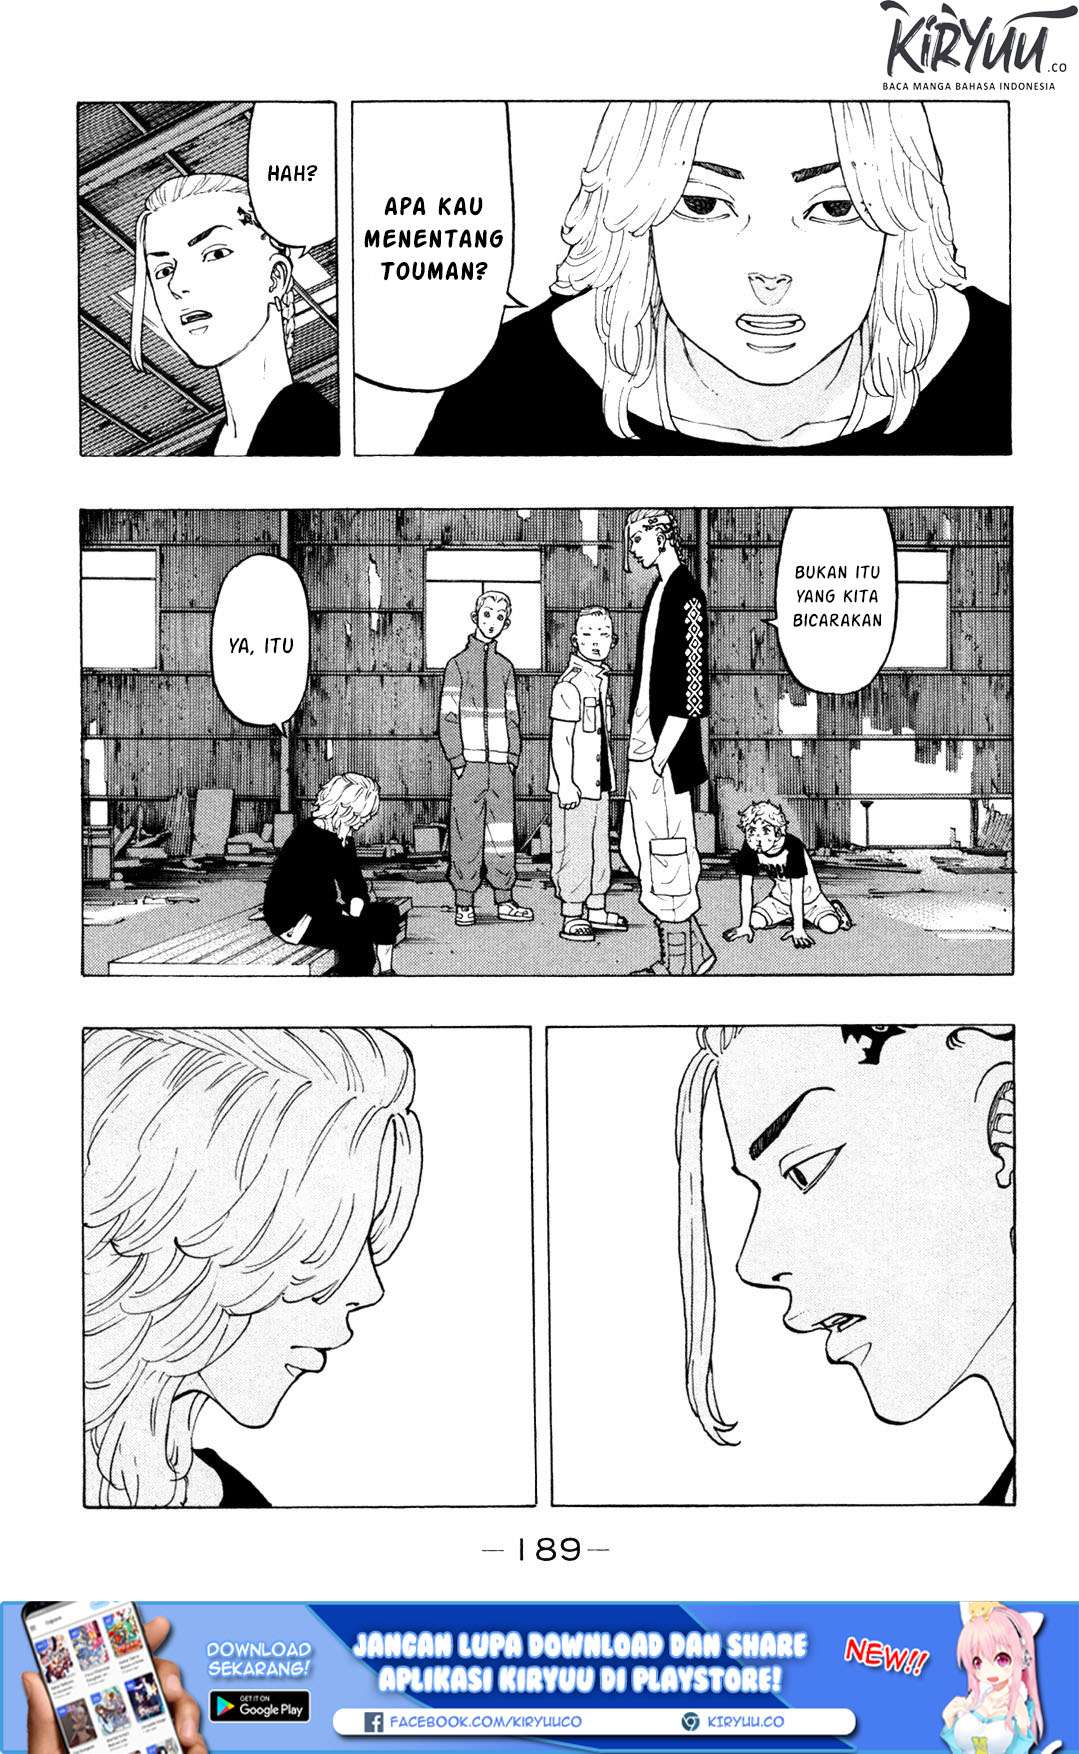 KIRYUU.CO
BACA MANGA BAHASA INDONESIA
APA KAU
MENENTANG
TOUMAN?
HAH?
BUKAN ITU
YANG KITA
BICARAKAN
YA, ITU
—189—
DOWNLOAD
SEKARANG!
GET IT ON
Google Play
JANGAN LUPA DOWNLOAD DAN SHARE
APLIKASI KIRYUU DI PLAYSTORE!
FACEBOOK.COM/KIRYUUCO
KIRYUU.CO
NEW!!